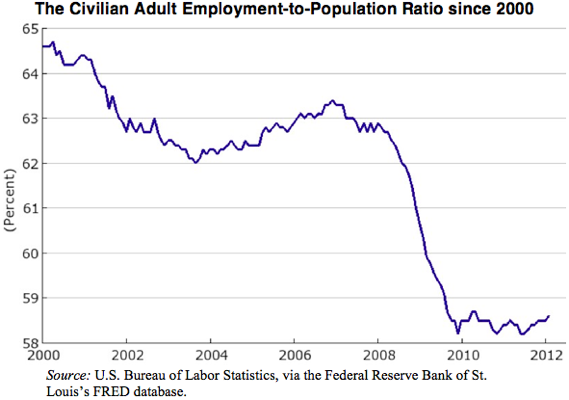 The Civilian Adult Employment-to-Population Ratio since 2000
65
64
63
62
61
60
59
58
(Percent)
2000 2002 2004 2006 2008 2010 2012
Source: U.S. Bureau of Labor Statistics, via the Federal Reserve Bank of St.
Louis's FRED database.